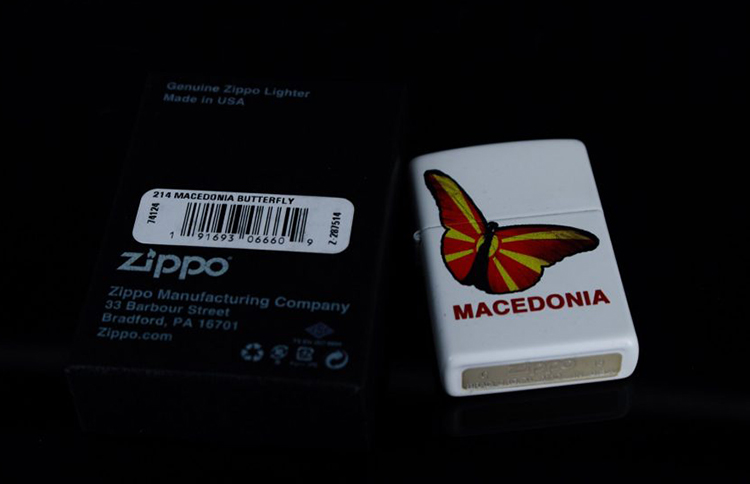 Genuine Zippo Lighter
Made in USA
214 MACEDONIA BUTTERFLY
74124
1 91693 06660 9
Z-287514
Zippo
Zippo Manufacturing Company
33 Barbour Street
Bradford, PA 16701
Zippo.com
MACEDONIA
ZIPPO